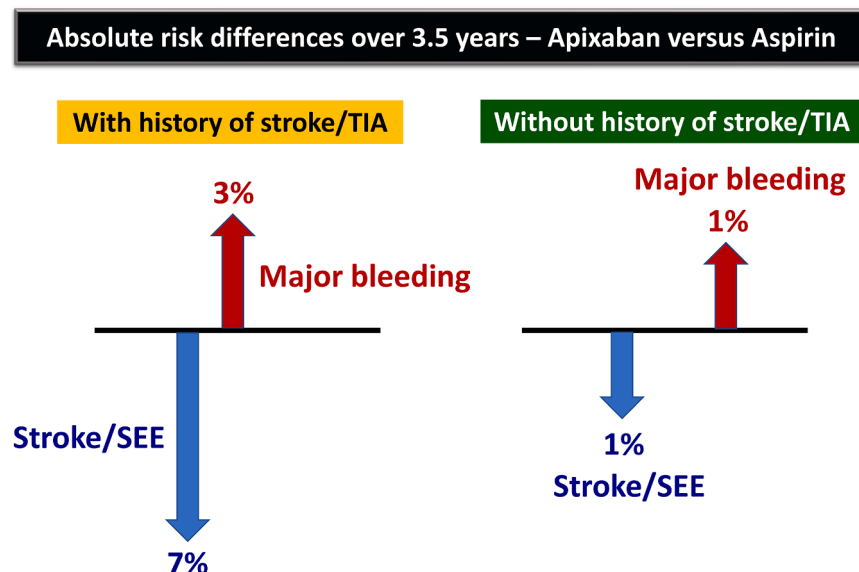 Absolute risk differences over 3.5 years – Apixaban versus Aspirin
With history of stroke/TIA
3%
Major bleeding
Stroke/SEE
7%
Without history of stroke/TIA
Major bleeding
1%
1%
Stroke/SEE